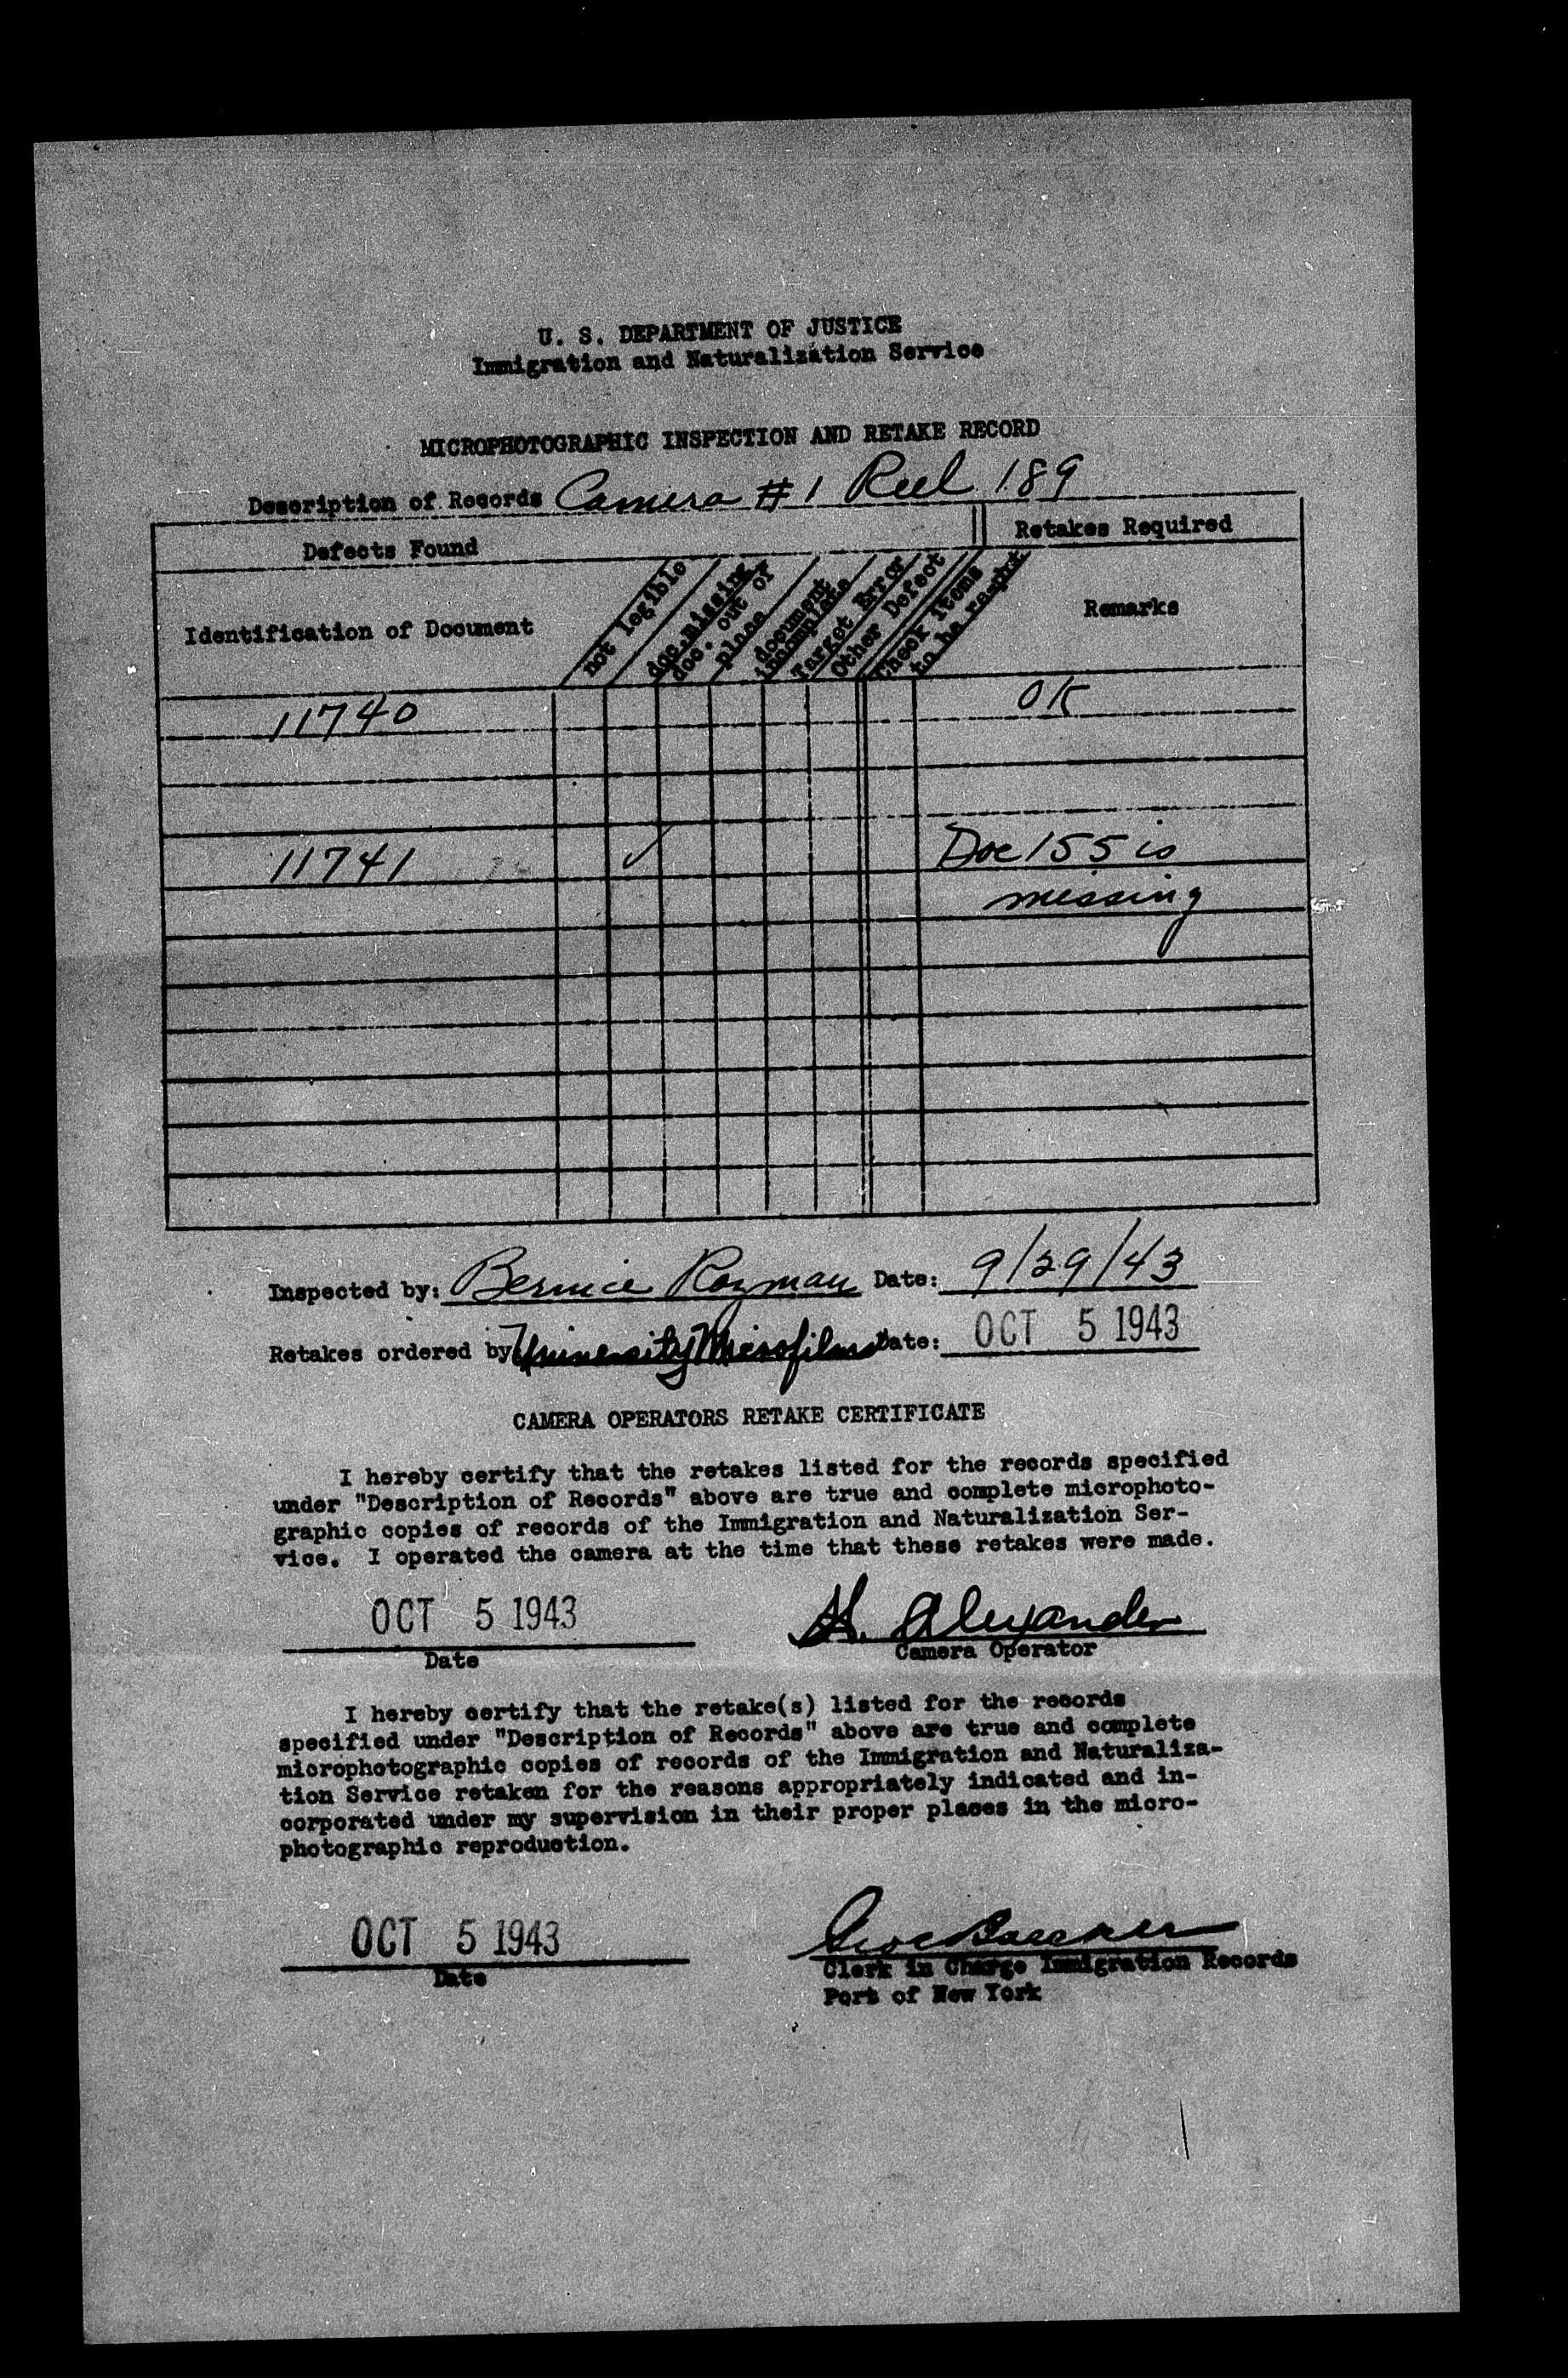 U. S. DEPARTMENT OF JUSTICE
Immigration and Naturalization Service
MICROPHOTOGRAPHIC INSPECTION AND RETAKE RECORD
Description of Records Camera # 1 Reel 189
Defects Found
Retakes Required
Identification of Document
not legible
doc. missing
doc. out of
place
document
incomplete
Target Error
Other Defect
Check items
to be rephot
Remarks
11740 OK
11741 ✓ Doc 155 is
missing
Inspected by: Bernice Rozman Date: 9/29/43
Retakes ordered by University Microfilms Date: OCT 5 1943
CAMERA OPERATORS RETAKE CERTIFICATE
I hereby certify that the retakes listed for the records specified
under "Description of Records" above are true and complete microphoto-
graphic copies of records of the Immigration and Naturalization Ser-
vice. I operated the camera at the time that these retakes were made.
OCT 5 1943 H. Alexander
Date Camera Operator
I hereby certify that the retake(s) listed for the records
specified under "Description of Records" above are true and complete
microphotographic copies of records of the Immigration and Naturaliza-
tion Service retaken for the reasons appropriately indicated and in-
corporated under my supervision in their proper places in the micro-
photographic reproduction.
OCT 5 1943
Date Clerk in Charge Immigration Records
Port of New York